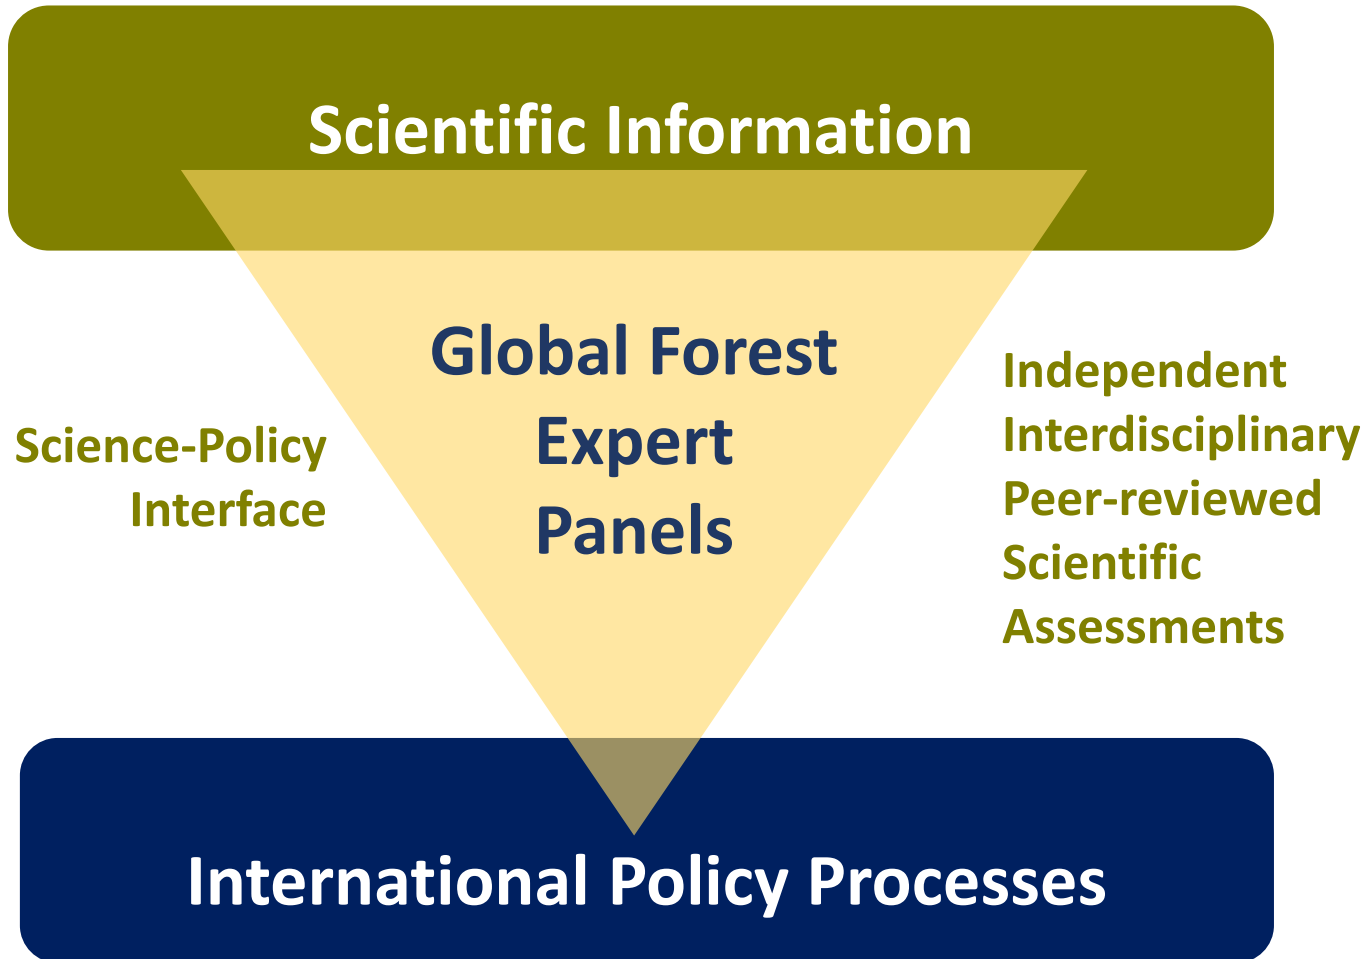 Scientific Information
Global Forest
Expert
Panels
Science-Policy
Interface
Independent
Interdisciplinary
Peer-reviewed
Scientific
Assessments
International Policy Processes